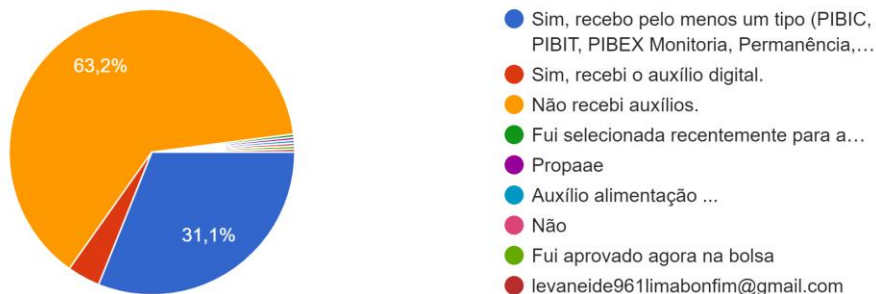 63,2%
31,1%
Sim, recebo pelo menos um tipo (PIBIC,
PIBIT, PIBEX Monitoria, Permanência,…
Sim, recebi o auxílio digital.
Não recebi auxílios.
Fui selecionada recentemente para a…
Propaae
Auxílio alimentação ...
Não
Fui aprovado agora na bolsa
levaneide961limabonfim@gmail.com